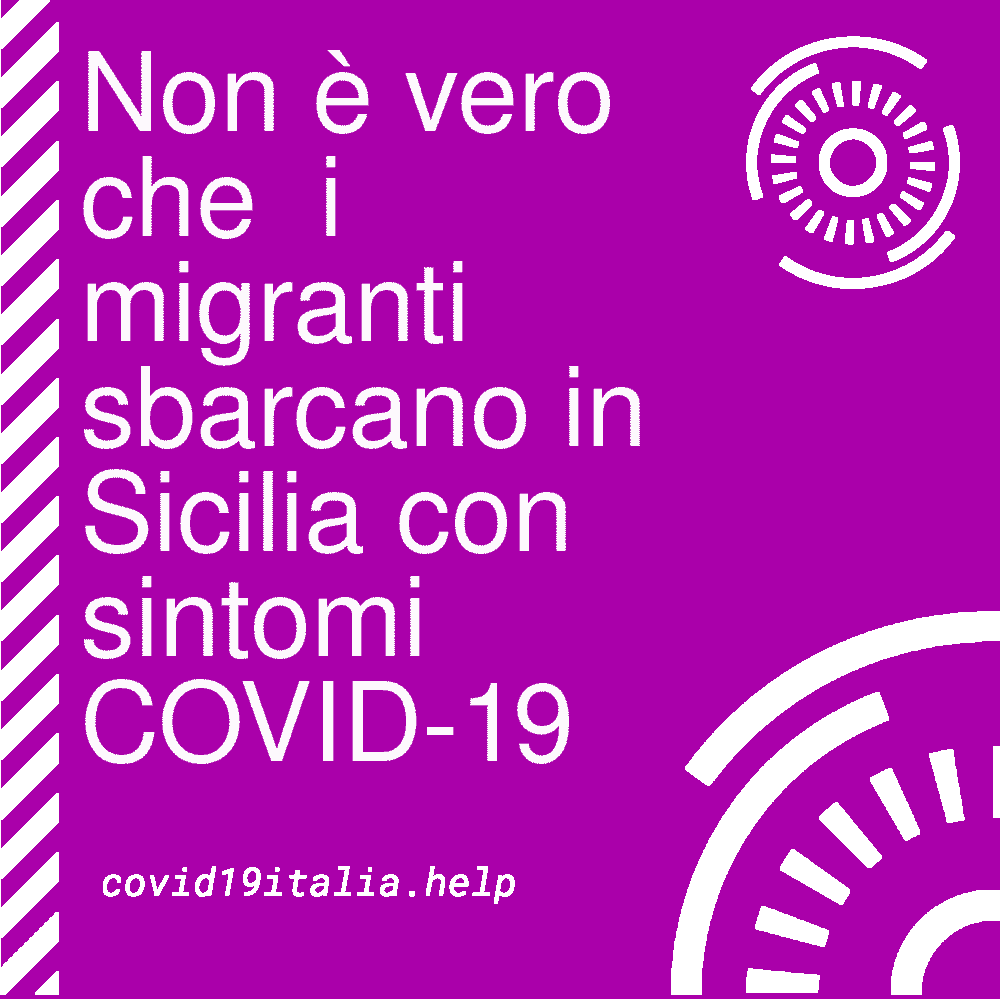 Non è vero
che  i
migranti
sbarcano in
Sicilia con
sintomi
COVID-19
covid19italia.help